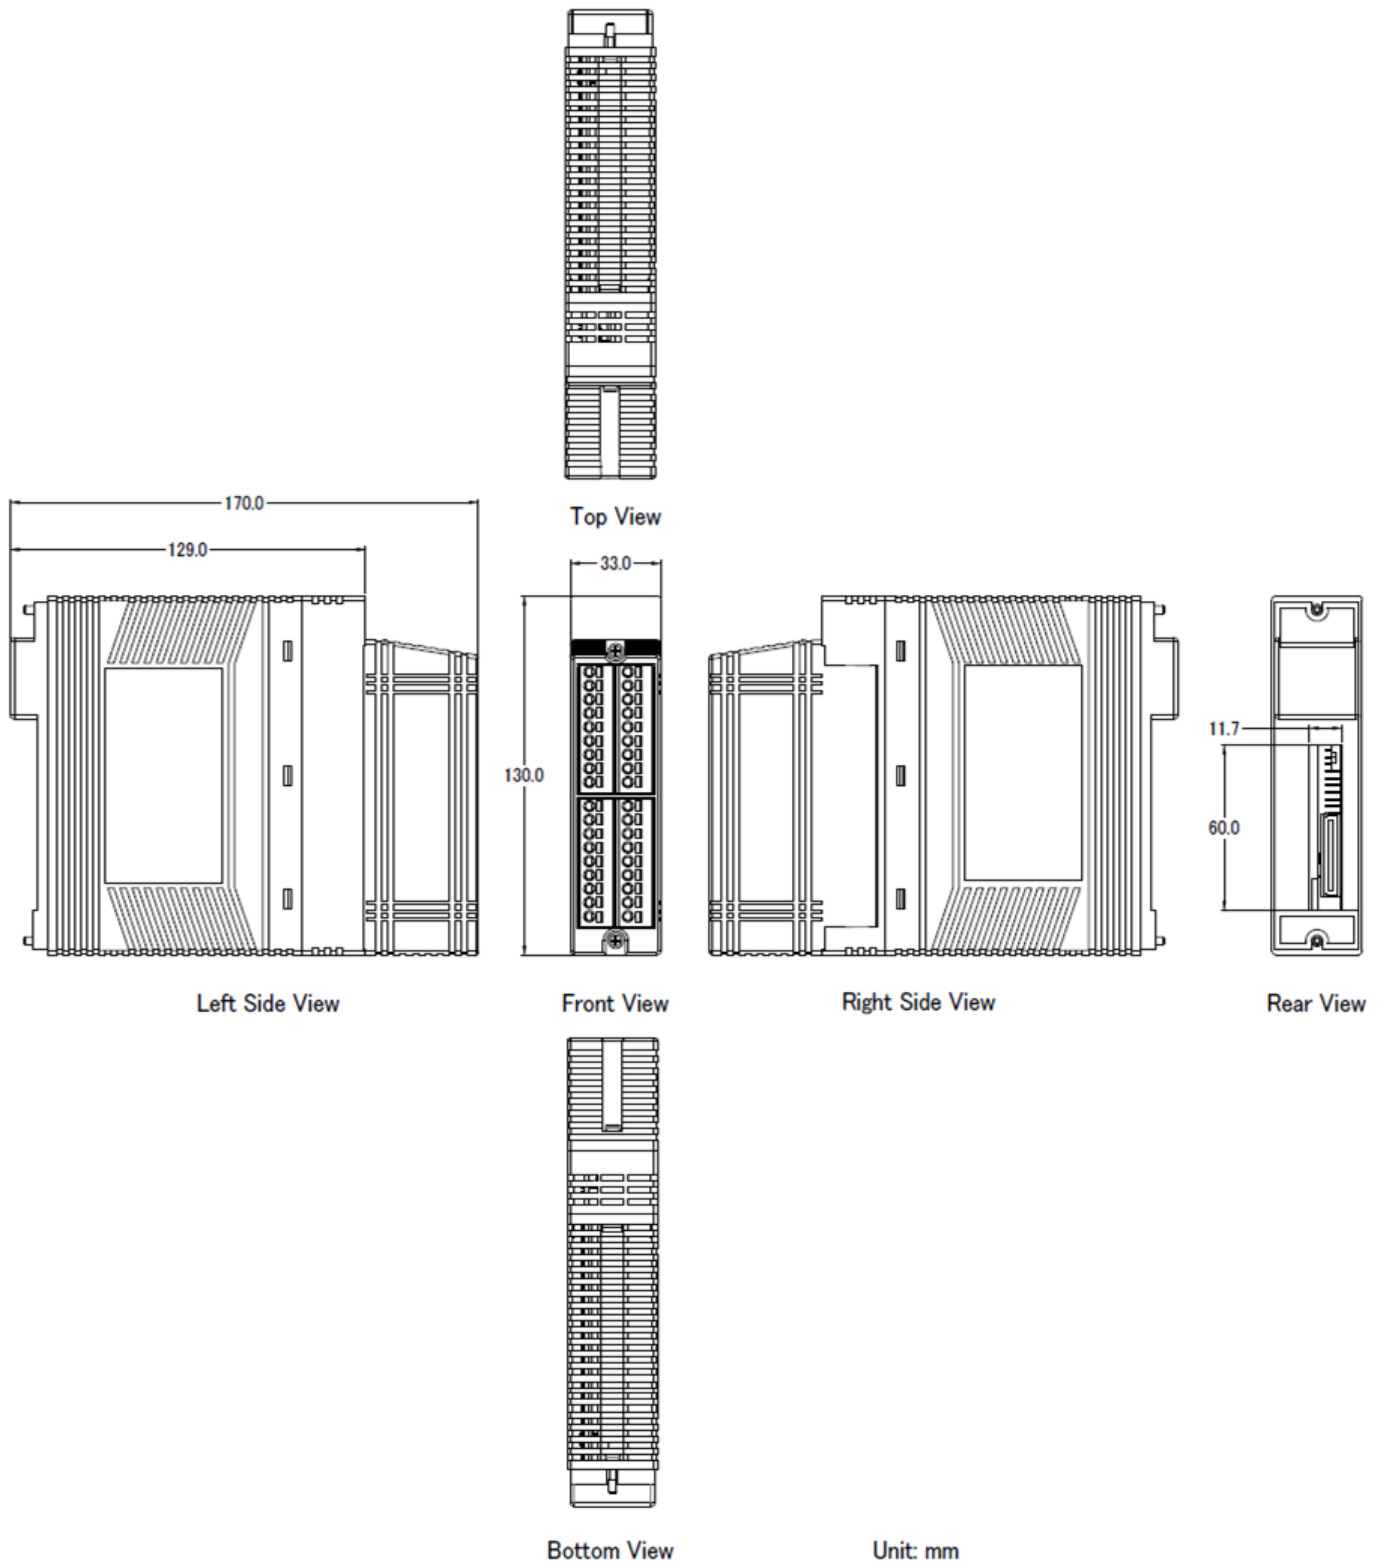 170.0
Top View
129.0
33.0
11.7
130.0
60.0
Left Side View
Front View
Right Side View
Rear View
Bottom View
Unit: mm